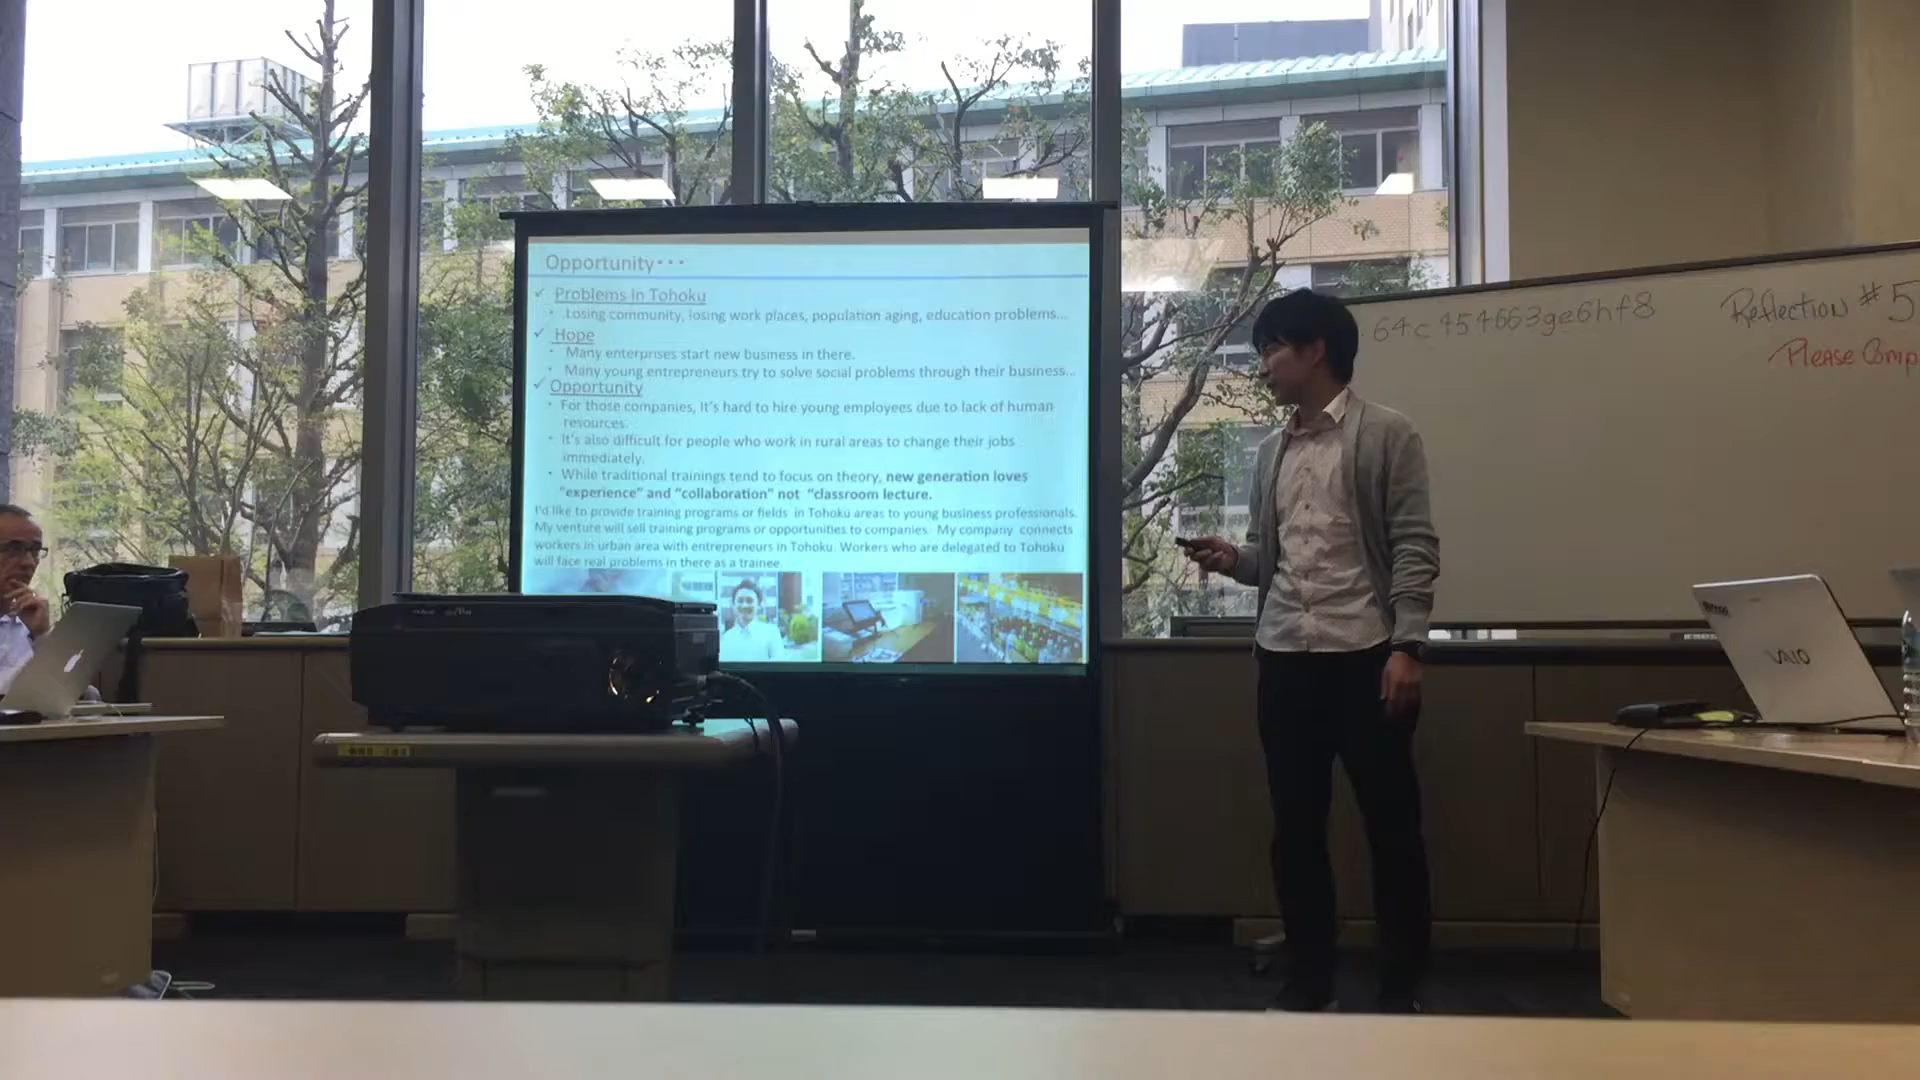 Opportunity･･･
✓ Problems in Tohoku
• Losing community, losing work places, population aging, education problems...
✓ Hope
• Many enterprises start new business in there.
• Many young entrepreneurs try to solve social problems through their business...
✓ Opportunity
• For those companies, It's hard to hire young employees due to lack of human
resources.
• It's also difficult for people who work in rural areas to change their jobs
immediately.
• While traditional trainings tend to focus on theory, new generation loves
"experience" and "collaboration" not "classroom lecture.
I'd like to provide training programs or fields in Tohoku areas to young business professionals.
My venture will sell training programs or opportunities to companies. My company connects
workers in urban area with entrepreneurs in Tohoku. Workers who are delegated to Tohoku
will face real problems in there as a trainee.
Reflection #5
Please Comp
VAIO